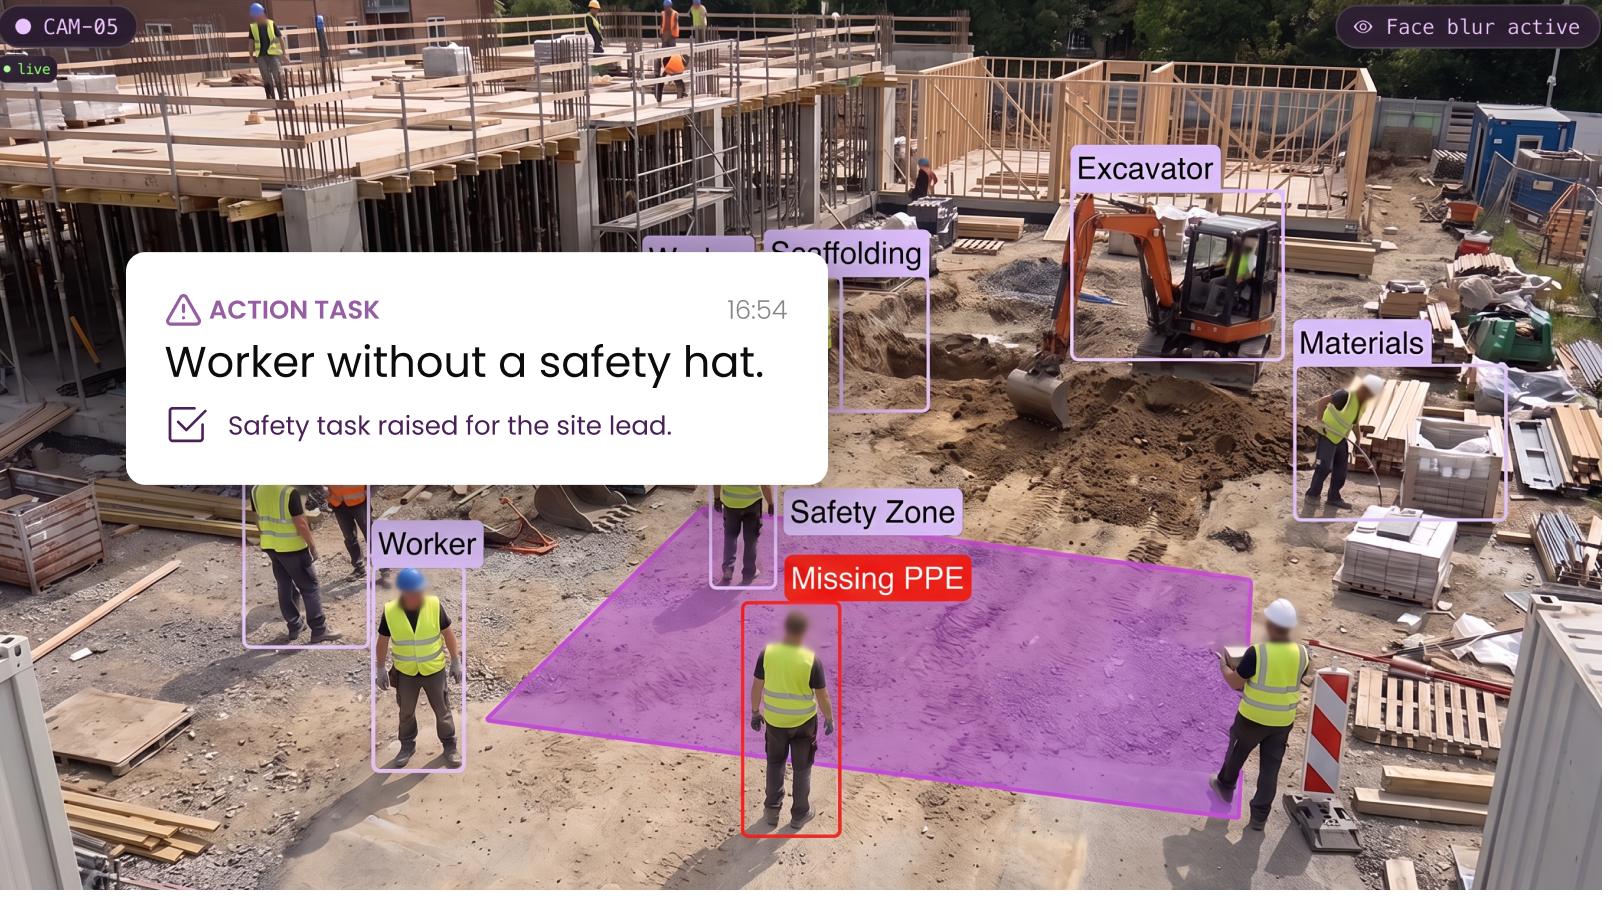 CAM-05
Face blur active
live
Excavator
Scaffolding
ACTION TASK
16:54
Worker without a safety hat.
Safety task raised for the site lead.
Materials
Safety Zone
Worker
Missing PPE